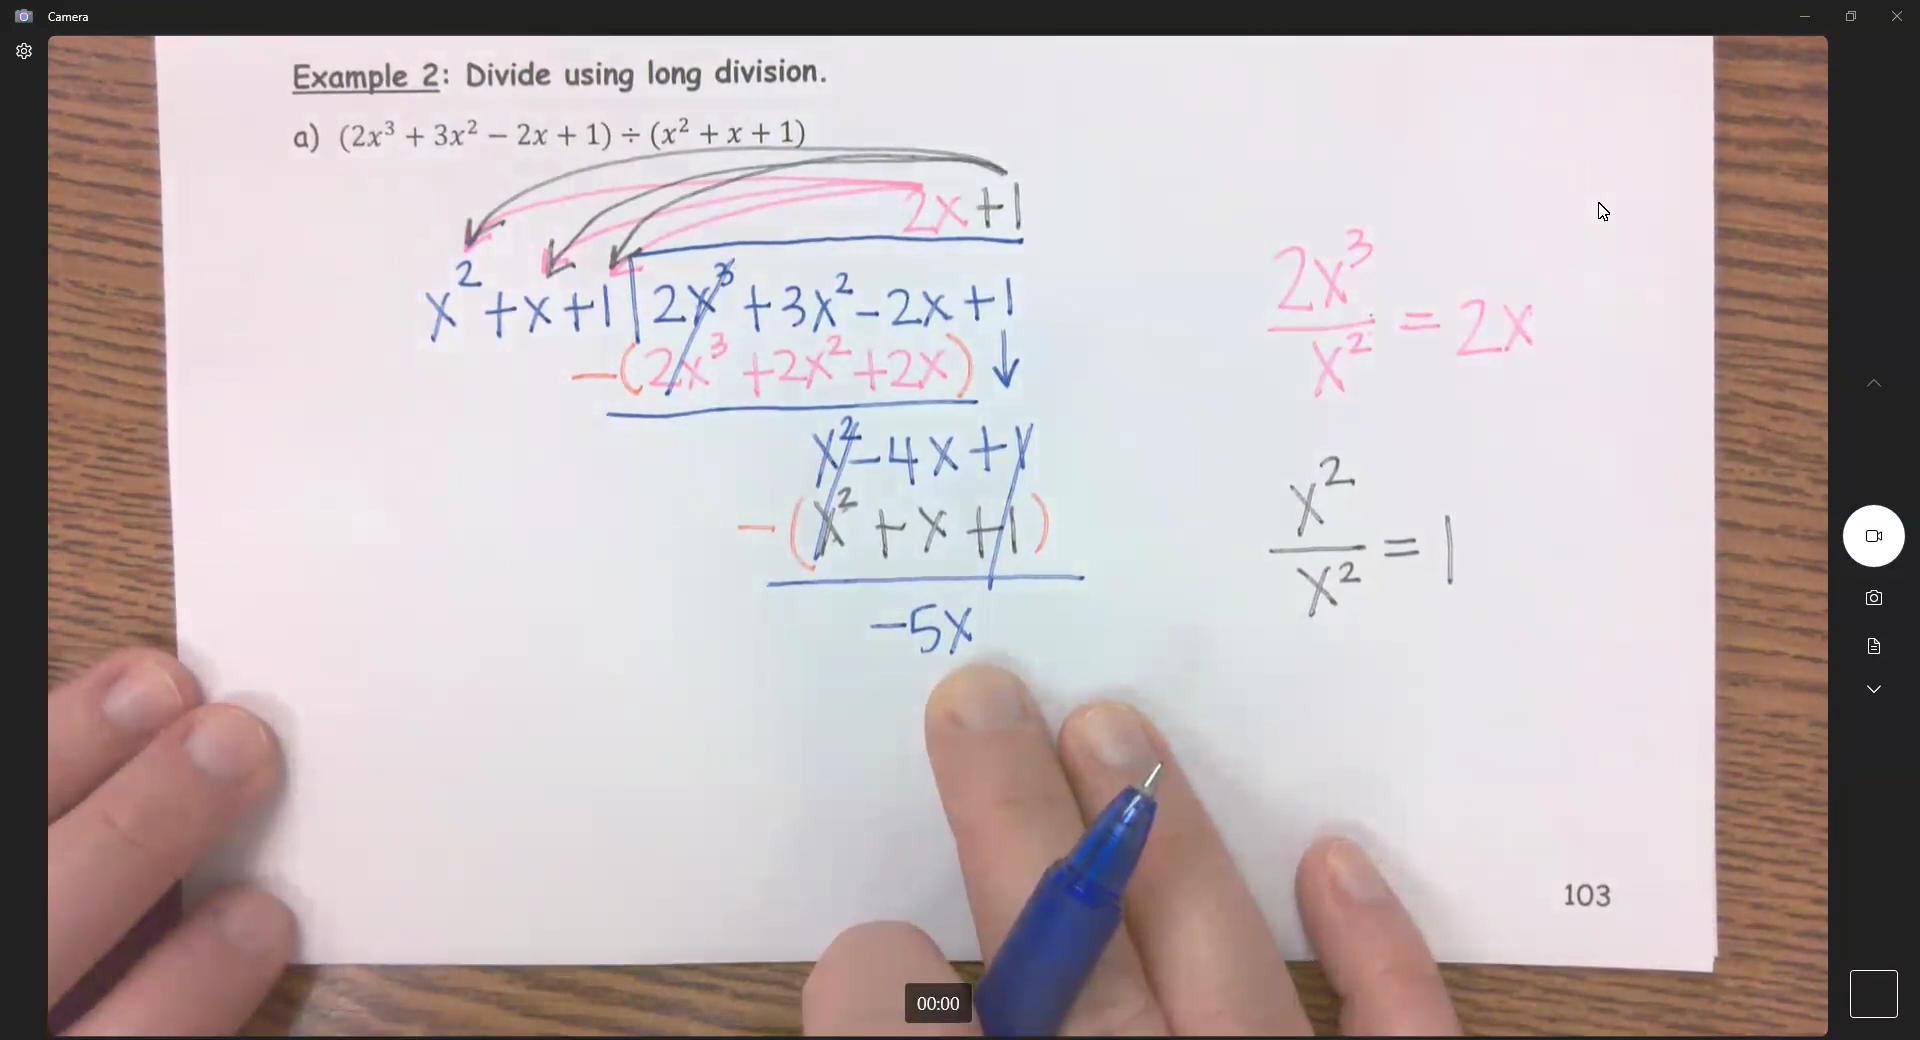 Camera
Example 2: Divide using long division.
a) (2x³ + 3x² − 2x + 1) ÷ (x² + x + 1)
2x +1
x² + x + 1 2x³ + 3x² − 2x + 1
−(2x³ + 2x² + 2x)
x² − 4x + 1
−(x² + x + 1)
−5x
2x³
x² = 2x
x²
x² = 1
103
00:00